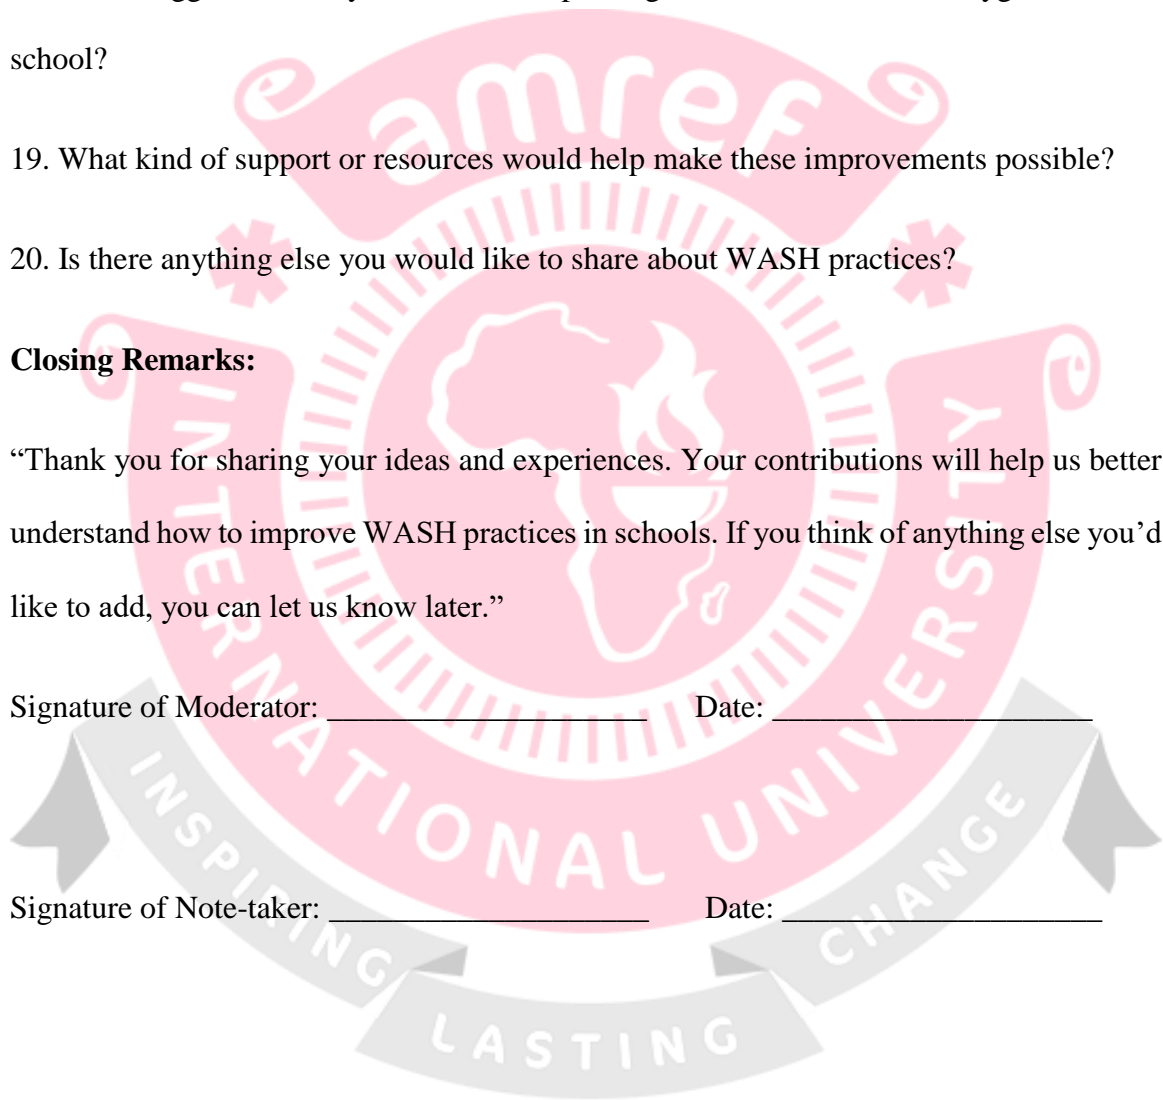 school?
19. What kind of support or resources would help make these improvements possible?
20. Is there anything else you would like to share about WASH practices?
Closing Remarks:
“Thank you for sharing your ideas and experiences. Your contributions will help us better
understand how to improve WASH practices in schools. If you think of anything else you’d
like to add, you can let us know later.”
Signature of Moderator: ____________________ Date: ____________________
Signature of Note-taker: ____________________ Date: ____________________
amref
INTERNATIONAL UNIVERSITY
INSPIRING LASTING CHANGE